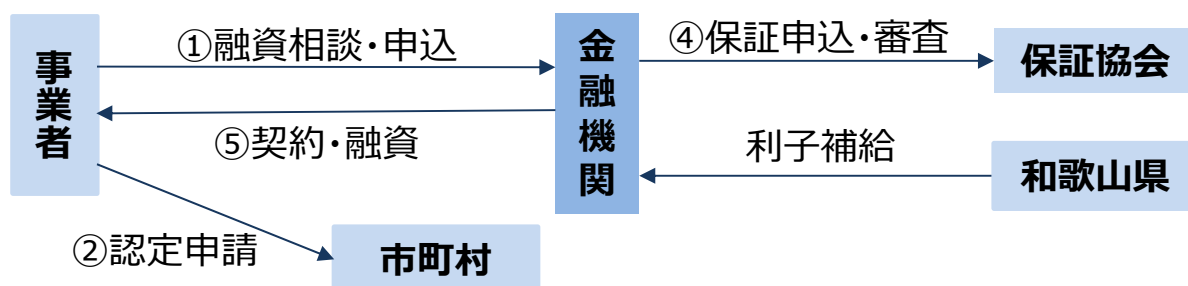 事業者
①融資相談・申込
⑤契約・融資
②認定申請
市町村
金融機関
④保証申込・審査
保証協会
利子補給
和歌山県